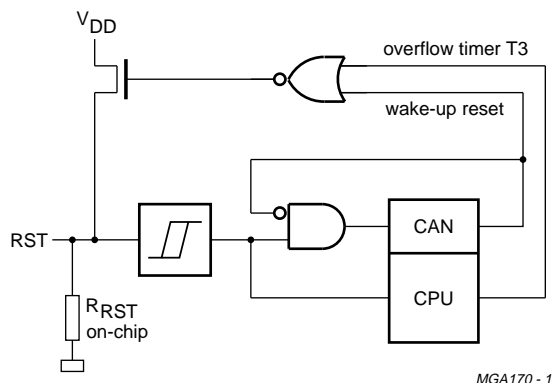 VDD
overflow timer T3
wake-up reset
RST
CAN
CPU
RRST
on-chip
MGA170 - 1